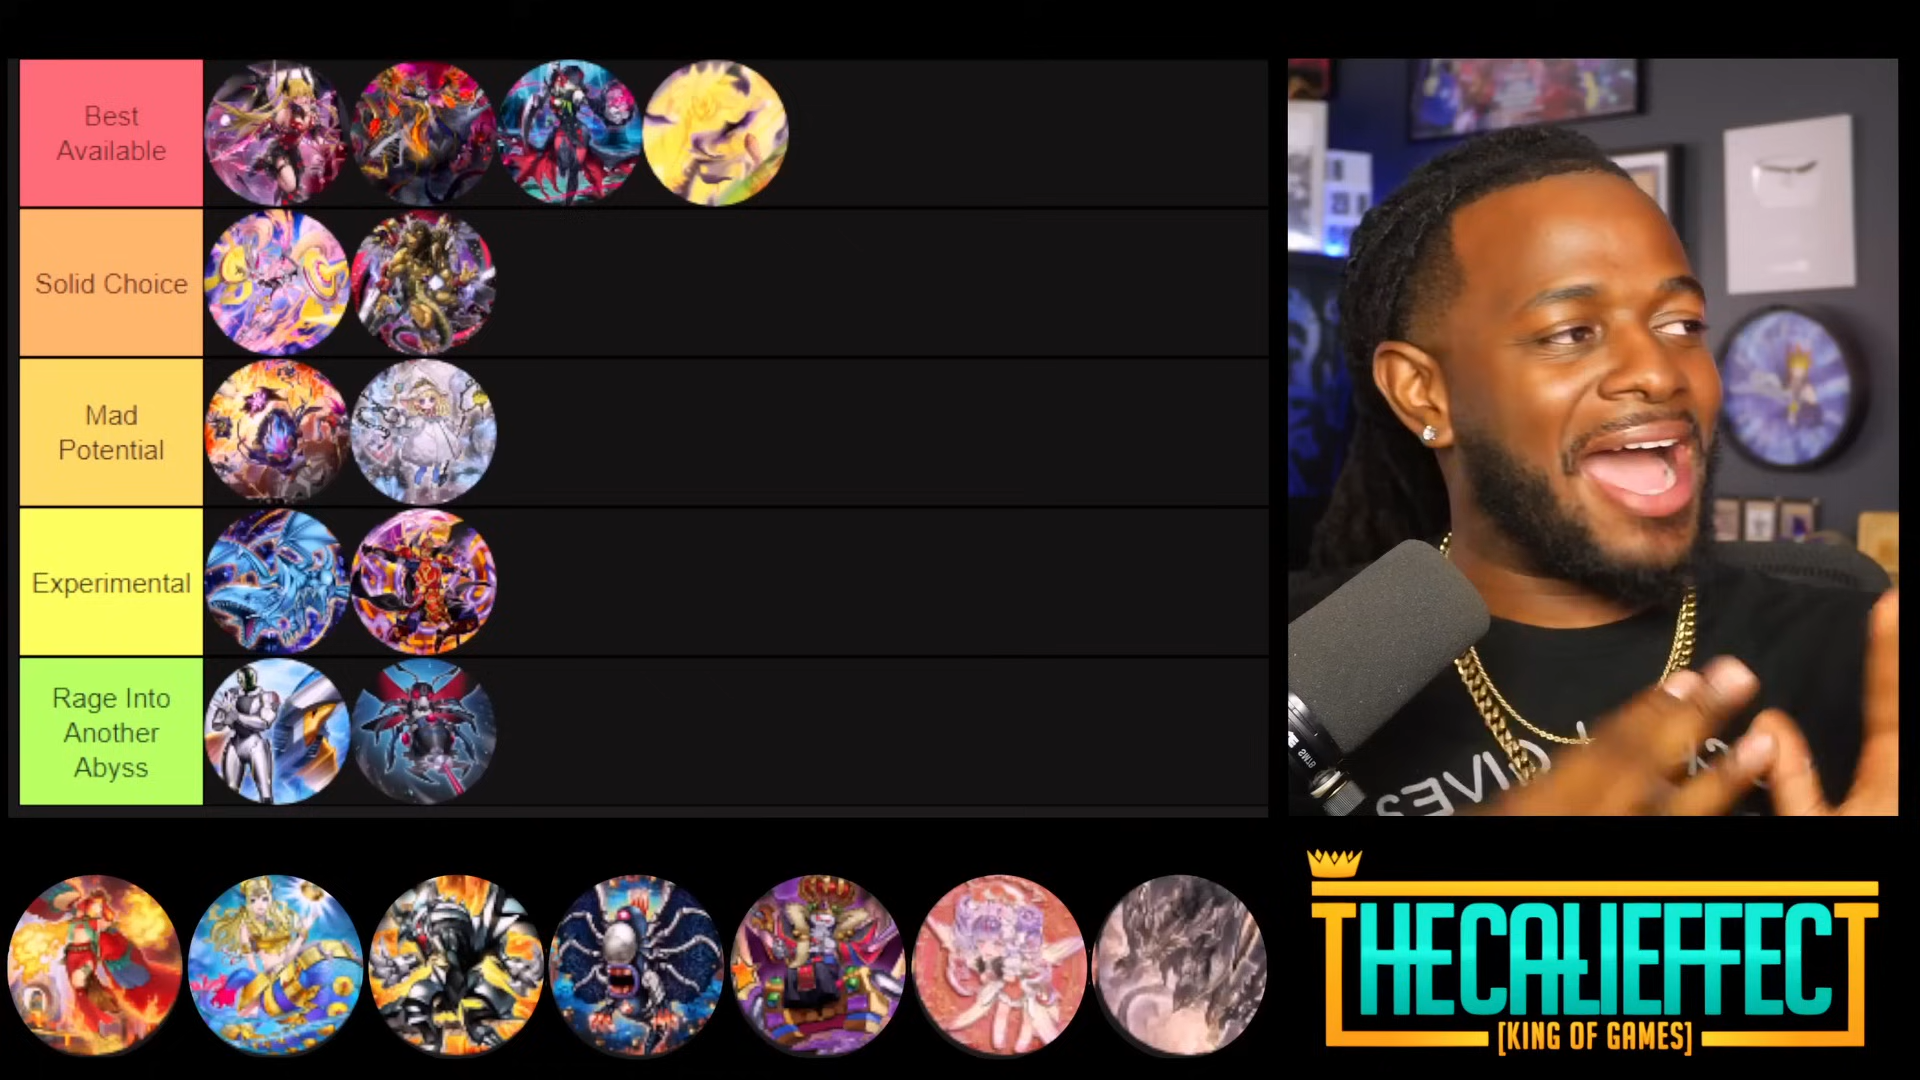 Best
Available
Solid Choice
Mad
Potential
Experimental
Rage Into
Another
Abyss
THECALIEFFECT
[KING OF GAMES]